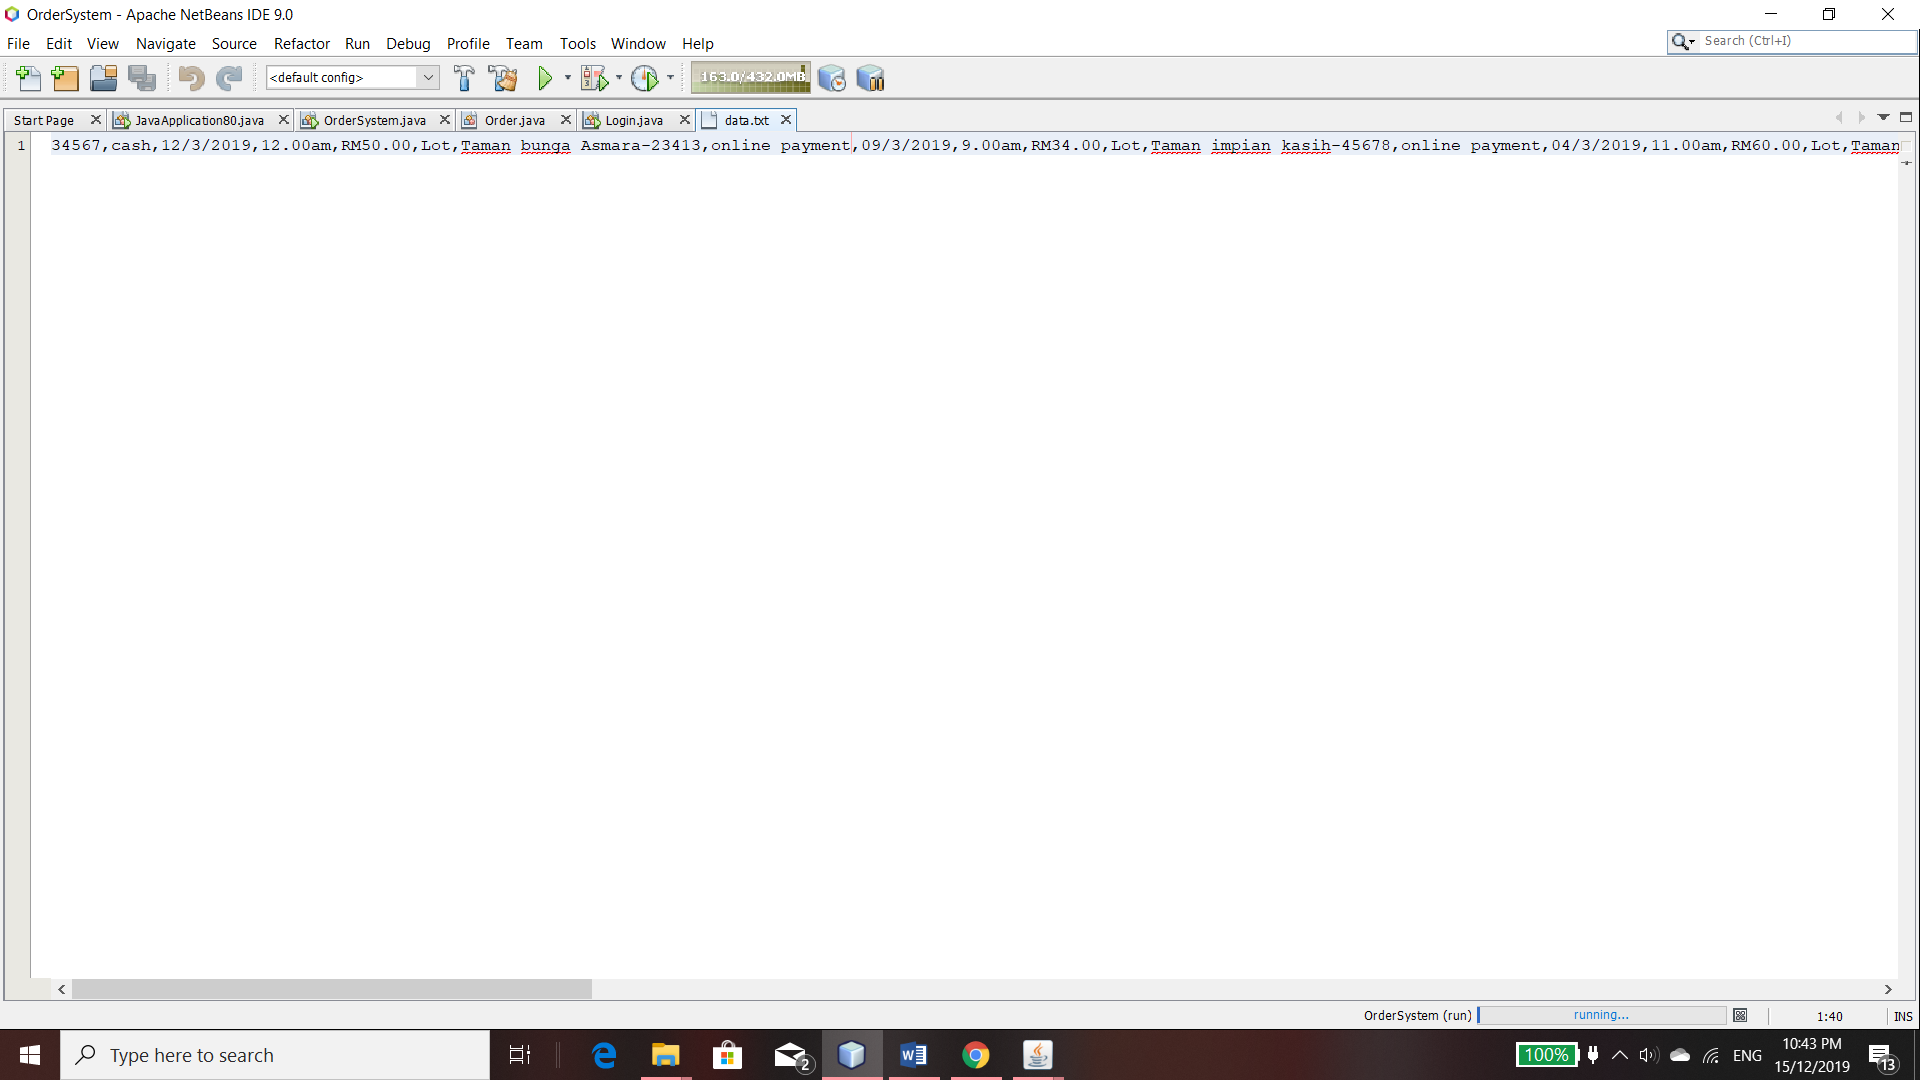 OrderSystem - Apache NetBeans IDE 9.0
File Edit View Navigate Source Refactor Run Debug Profile Team Tools Window Help
Search (Ctrl+I)
<default config>
163.0/432.0MB
Start Page JavaApplication80.java OrderSystem.java Order.java Login.java data.txt
1 34567,cash,12/3/2019,12.00am,RM50.00,Lot,Taman bunga Asmara-23413,online payment,09/3/2019,9.00am,RM34.00,Lot,Taman impian kasih-45678,online payment,04/3/2019,11.00am,RM60.00,Lot,Taman
OrderSystem (run) running... 1:40 INS
Type here to search
2
100%
ENG
10:43 PM
15/12/2019
13